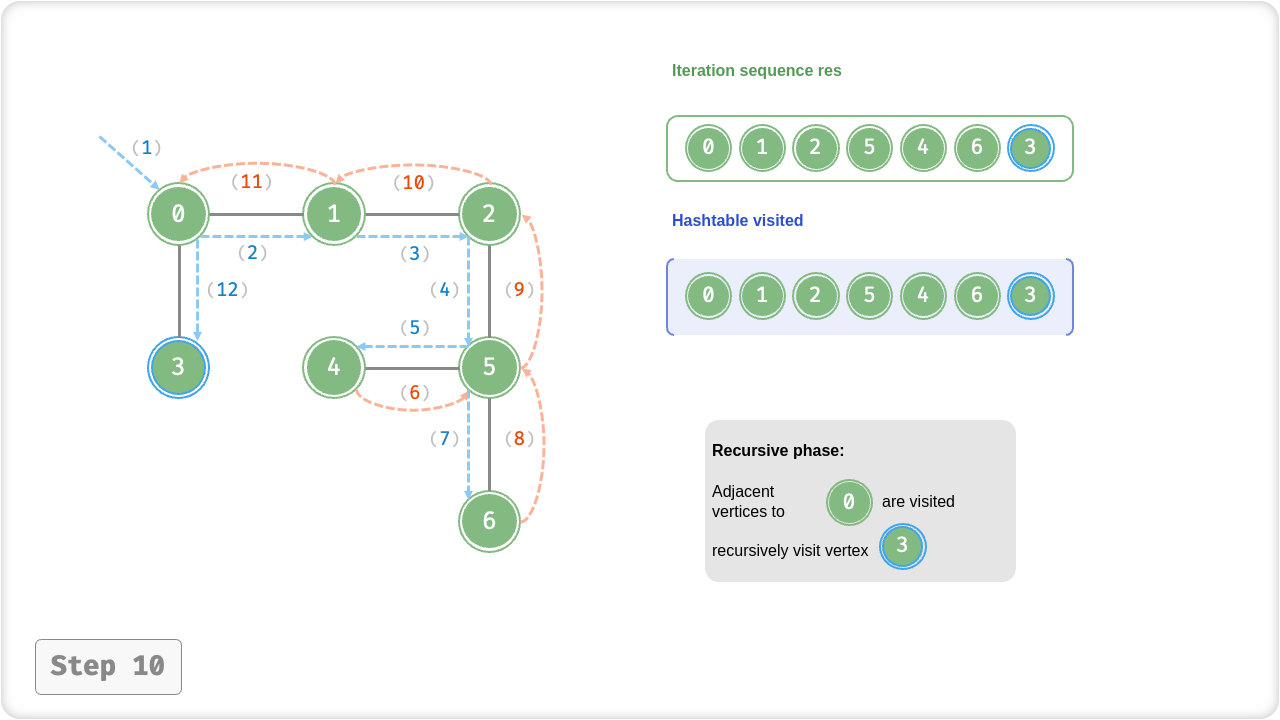 Iteration sequence res
0 1 2 5 4 6 3
Hashtable visited
0 1 2 5 4 6 3
(1)
(11)
(10)
0 1 2
(2) (3)
(12) (4) (9)
(5)
3 4 5
(6)
(7) (8)
6
Recursive phase:
Adjacent
vertices to 0 are visited
recursively visit vertex 3
Step 10